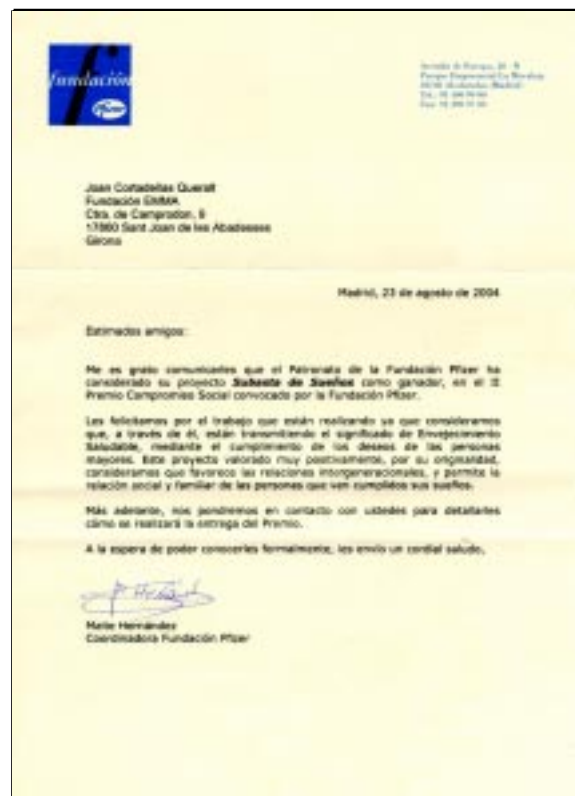 fundación
Pfizer
Joan Cortadellas Queralt
Fundación EMMA
Ctra. de Camprodon, 9
17860 Sant Joan de les Abadesses
Girona
Madrid, 23 de agosto de 2004
Estimados amigos:
Me es grato comunicarles que el Patronato de la Fundación Pfizer ha
considerado su proyecto Subasta de Sueños como ganador, en el II
Premio Compromiso Social convocado por la Fundación Pfizer.
Les felicitamos por el trabajo que están realizando ya que consideramos
que, a través de él, están transmitiendo el significado de Envejecimiento
Saludable, mediante el cumplimiento de los deseos de las personas
mayores. Este proyecto valorado muy positivamente, por su originalidad,
consideramos que favorece las relaciones intergeneracionales, y permite la
relación social y familiar de las personas que ven cumplidos sus sueños.
Más adelante, nos pondremos en contacto con ustedes para detallarles
cómo se realizará la entrega del Premio.
A la espera de poder conocerles formalmente, les envío un cordial saludo,
Maite Hernández
Coordinadora Fundación Pfizer